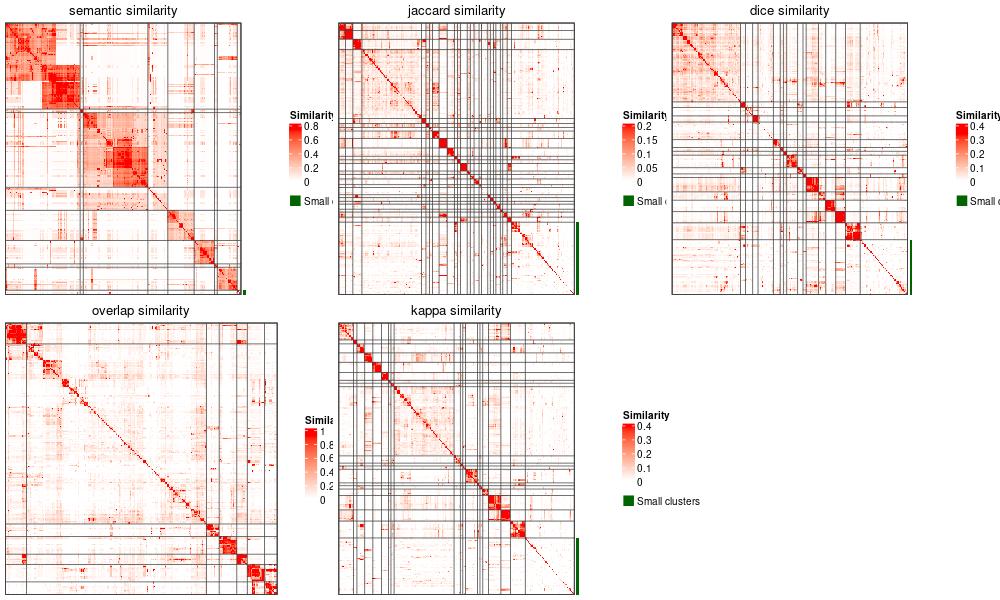 semantic similarity
Similarity
0.8
0.6
0.4
0.2
0
Small
jaccard similarity
Similarity
0.2
0.15
0.1
0.05
0
Small
dice similarity
Similarity
0.4
0.3
0.2
0.1
0
Small c
overlap similarity
Simila
1
0.8
0.6
0.4
0.2
0
kappa similarity
Similarity
0.4
0.3
0.2
0.1
0
Small clusters